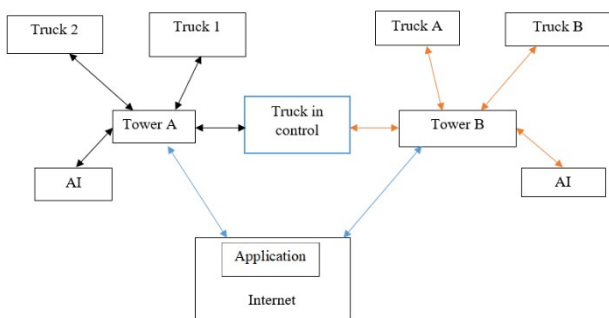 Truck 2
Truck 1
Truck A
Truck B
Tower A
Truck in
control
Tower B
AI
AI
Application
Internet